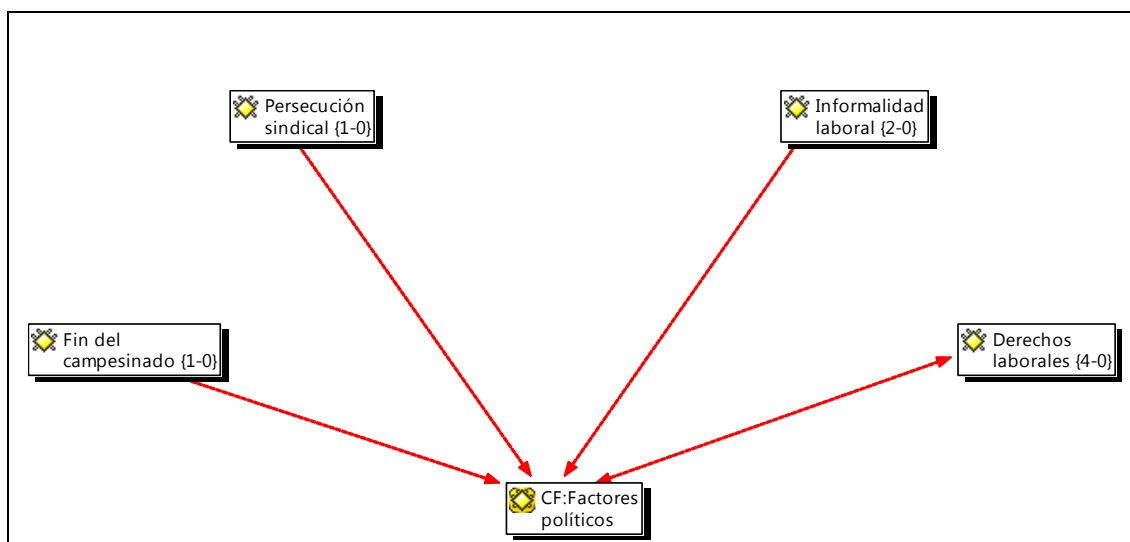 Persecución
sindical {1-0}
Informalidad
laboral {2-0}
Fin del
campesinado {1-0}
Derechos
laborales {4-0}
CF:Factores
políticos